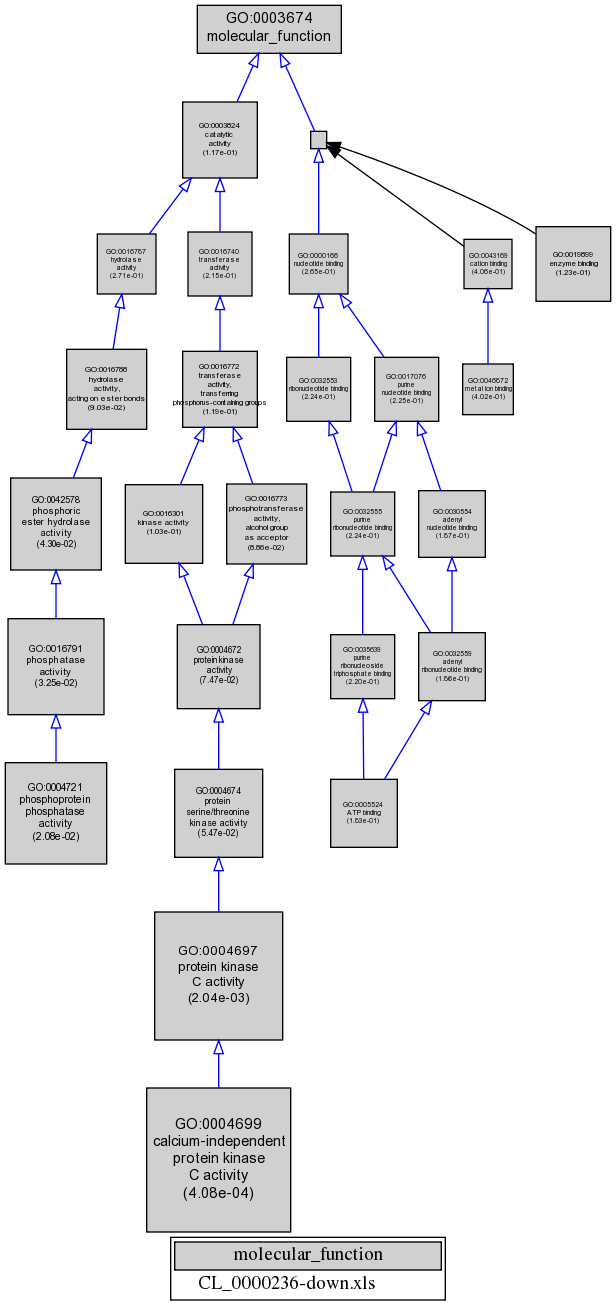 GO:0003674
molecular_function
GO:0003824
catalytic
activity
(1.17e-01)
GO:0016787
hydrolase
activity
(2.71e-01)
GO:0016740
transferase
activity
(2.15e-01)
GO:0000166
nucleotide binding
(2.65e-01)
GO:0043169
cation binding
(4.06e-01)
GO:0019899
enzyme binding
(1.23e-01)
GO:0016788
hydrolase
activity,
acting on ester bonds
(9.03e-02)
GO:0016772
transferase
activity,
transferring
phosphorus-containing groups
(1.19e-01)
GO:0032553
ribonucleotide binding
(2.24e-01)
GO:0017076
purine
nucleotide binding
(2.25e-01)
GO:0046872
metal ion binding
(4.02e-01)
GO:0042578
phosphoric
ester hydrolase
activity
(4.30e-02)
GO:0016301
kinase activity
(1.03e-01)
GO:0016773
phosphotransferase
activity,
alcohol group
as acceptor
(8.86e-02)
GO:0032555
purine
ribonucleotide binding
(2.24e-01)
GO:0030554
adenyl
nucleotide binding
(1.87e-01)
GO:0016791
phosphatase
activity
(3.25e-02)
GO:0004672
protein kinase
activity
(7.47e-02)
GO:0035639
purine
ribonucleoside
triphosphate binding
(2.20e-01)
GO:0032559
adenyl
ribonucleotide binding
(1.86e-01)
GO:0004721
phosphoprotein
phosphatase
activity
(2.08e-02)
GO:0004674
protein
serine/threonine
kinase activity
(5.47e-02)
GO:0005524
ATP binding
(1.83e-01)
GO:0004697
protein kinase
C activity
(2.04e-03)
GO:0004699
calcium-independent
protein kinase
C activity
(4.08e-04)
molecular_function
CL_0000236-down.xls